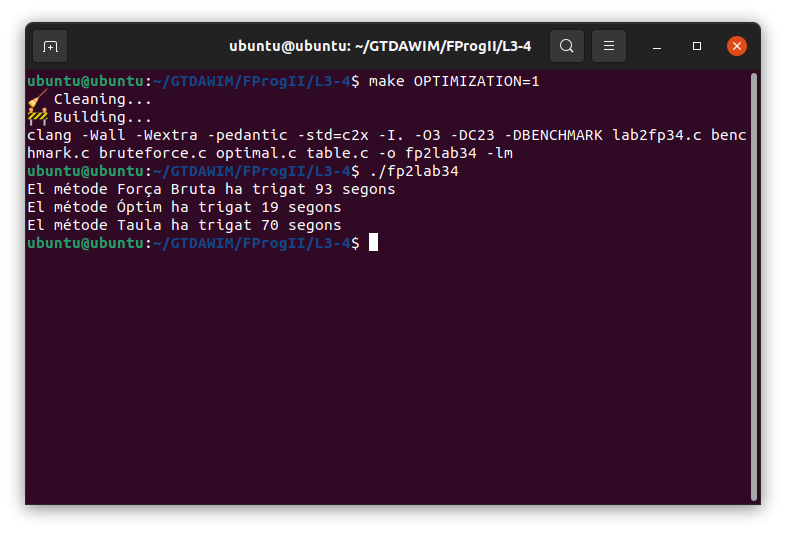 ubuntu@ubuntu: ~/GTDAWIM/FProgII/L3-4
ubuntu@ubuntu:~/GTDAWIM/FProgII/L3-4$ make OPTIMIZATION=1
🧹 Cleaning...
🚧 Building...
clang -Wall -Wextra -pedantic -std=c2x -I. -O3 -DC23 -DBENCHMARK lab2fp34.c benc
hmark.c bruteforce.c optimal.c table.c -o fp2lab34 -lm
ubuntu@ubuntu:~/GTDAWIM/FProgII/L3-4$ ./fp2lab34
El métode Força Bruta ha trigat 93 segons
El métode Óptim ha trigat 19 segons
El métode Taula ha trigat 70 segons
ubuntu@ubuntu:~/GTDAWIM/FProgII/L3-4$